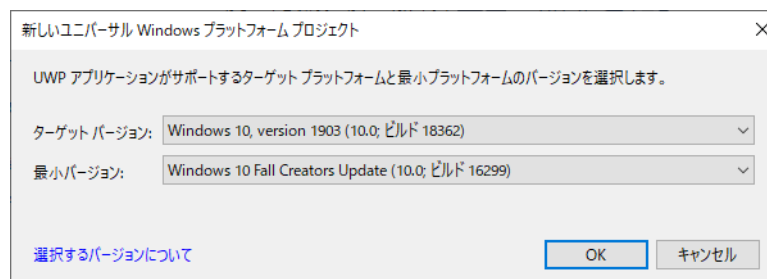 新しいユニバーサル Windows プラットフォーム プロジェクト
UWP アプリケーションがサポートするターゲット プラットフォームと最小プラットフォームのバージョンを選択します。
ターゲット バージョン: Windows 10, version 1903 (10.0; ビルド 18362)
最小バージョン: Windows 10 Fall Creators Update (10.0; ビルド 16299)
選択するバージョンについて OK キャンセル